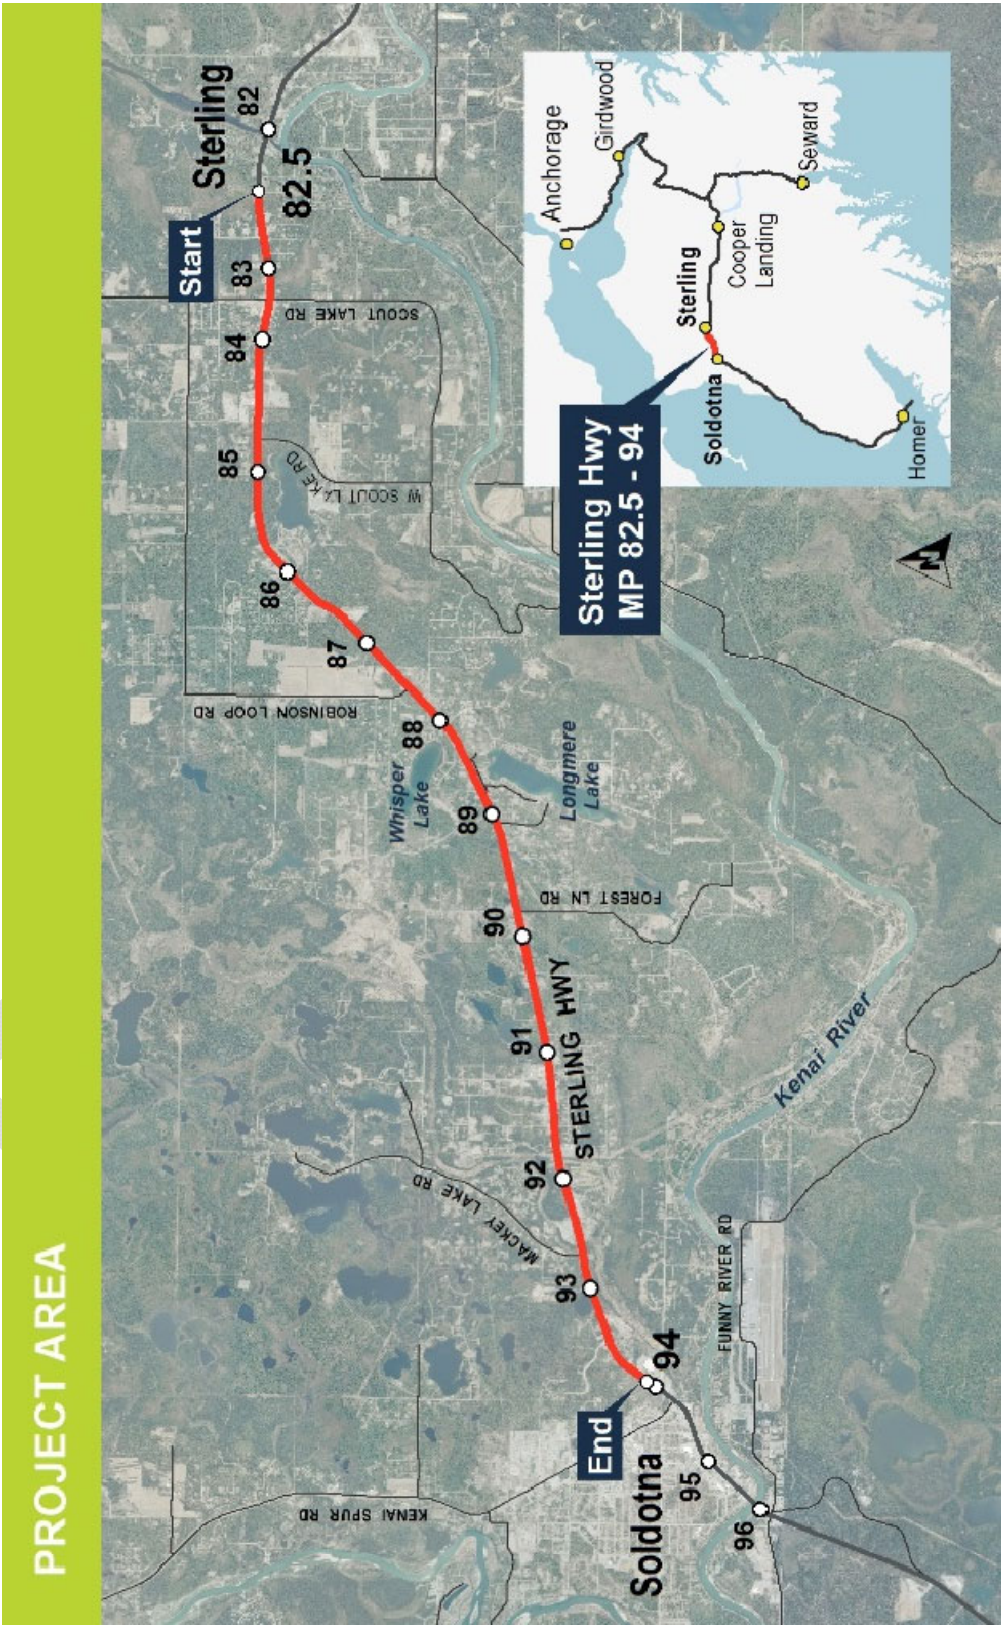 PROJECT AREA
Sterling
82
82.5
Start
83
SCOUT LAKE RD
84
85
W SCOUT LAKE RD
86
87
ROBINSON LOOP RD
88
Whisper
Lake
Longmere
Lake
89
FOREST LN RD
90
91
STERLING HWY
Kenai River
92
MACKEY LAKE RD
93
FUNNY RIVER RD
94
End
Soldotna
95
96
KENAI SPUR RD
Anchorage
Girdwood
Seward
Cooper
Landing
Sterling
Soldotna
Homer
Sterling Hwy
MP 82.5 - 94
N